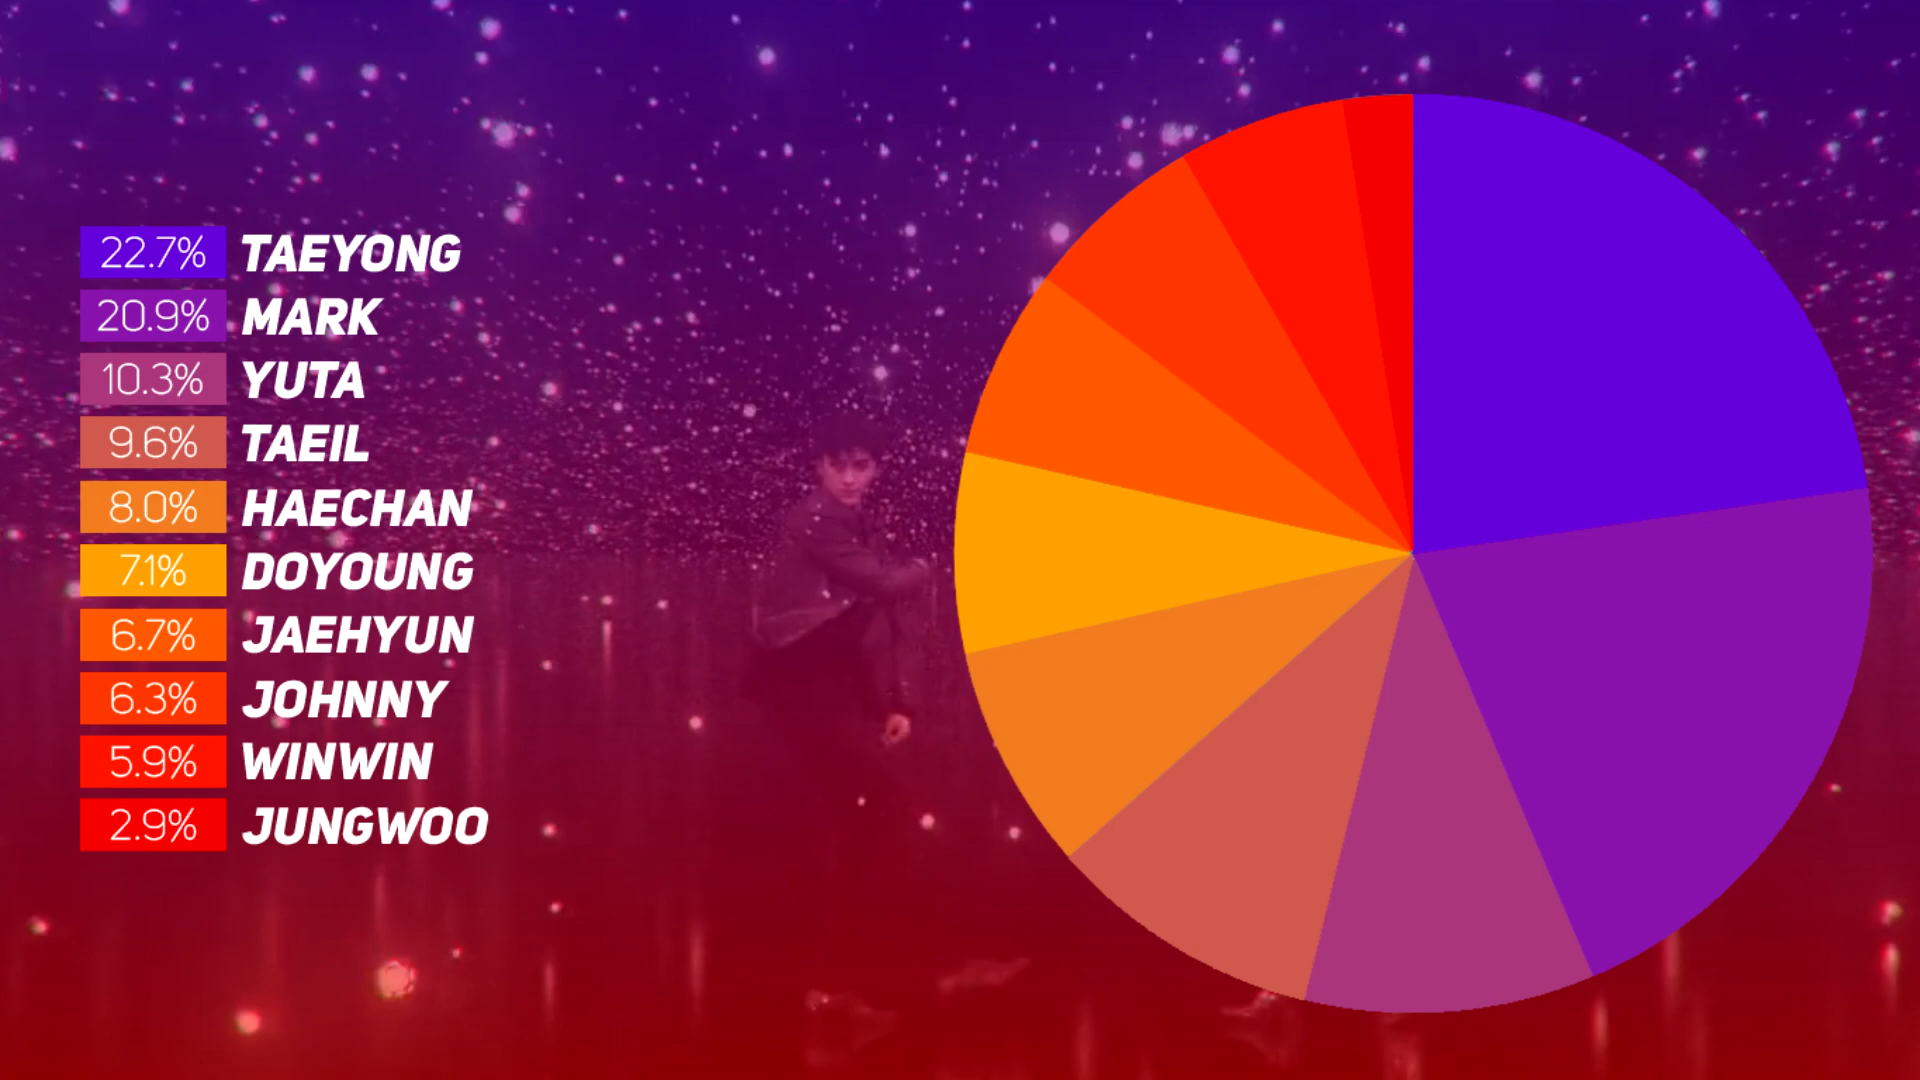 22.7% TAEYONG
20.9% MARK
10.3% YUTA
9.6% TAEIL
8.0% HAECHAN
7.1% DOYOUNG
6.7% JAEHYUN
6.3% JOHNNY
5.9% WINWIN
2.9% JUNGWOO